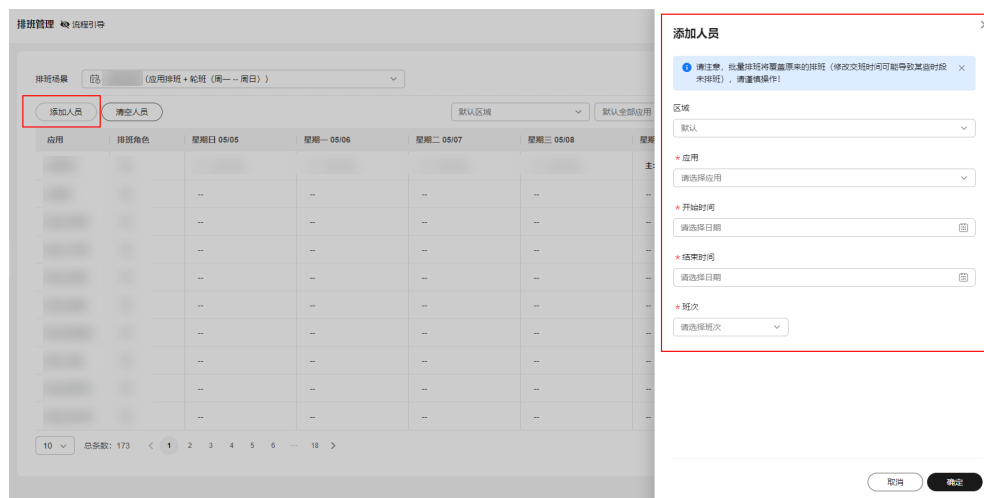 排班管理 流程引导
排班场景 (应用排班 + 轮班 (周一 -- 周日) )
添加人员 清空人员 默认区域 默认全部应用
应用 排班角色 星期日 05/05 星期一 05/06 星期二 05/07 星期三 05/08
-- -- -- --
-- -- -- --
-- -- -- --
-- -- -- --
-- -- -- --
-- -- -- --
-- -- -- --
-- -- -- --
-- -- -- --
10 总条数: 173 < 1 2 3 4 5 6 ... 18 >
添加人员
请注意,批量排班将覆盖原来的排班(修改交班时间可能导致某些时段
未排班),请谨慎操作!
区域
默认
* 应用
请选择应用
* 开始时间
请选择日期
* 结束时间
请选择日期
* 班次
请选择班次
取消 确定